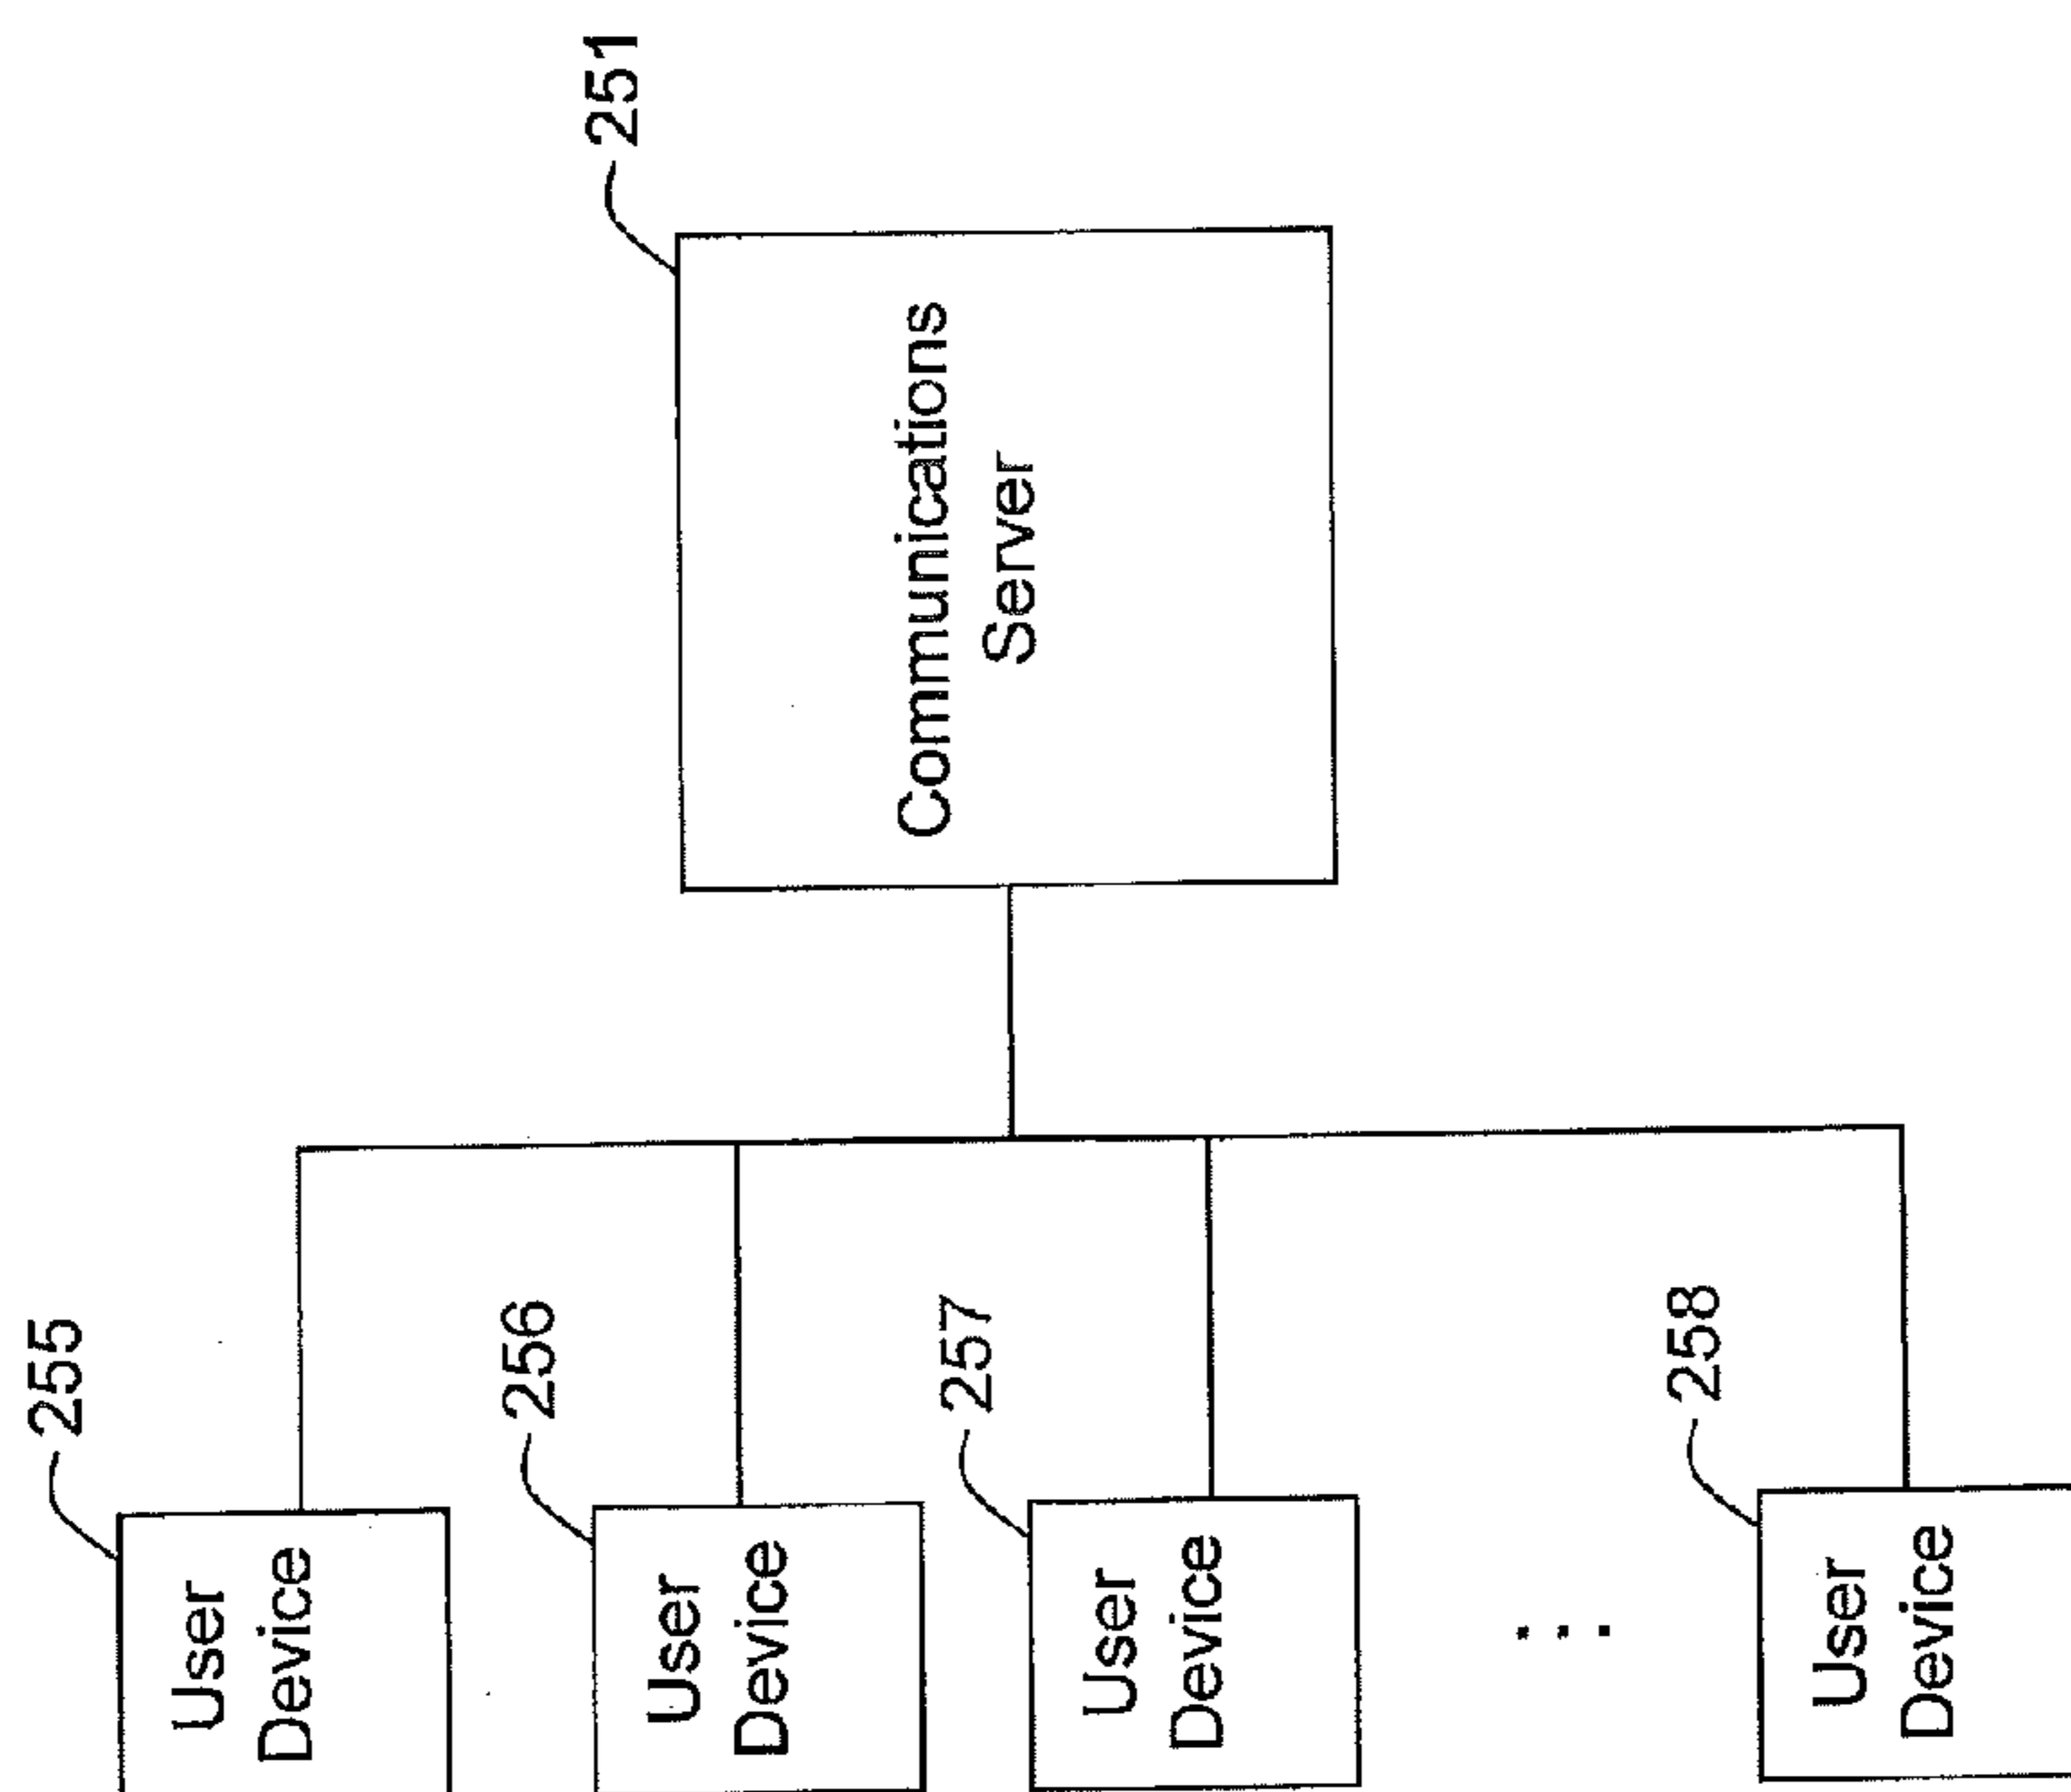 255
User
Device
256
User
Device
257
User
Device
. . .
258
User
Device
251
Communications
Server